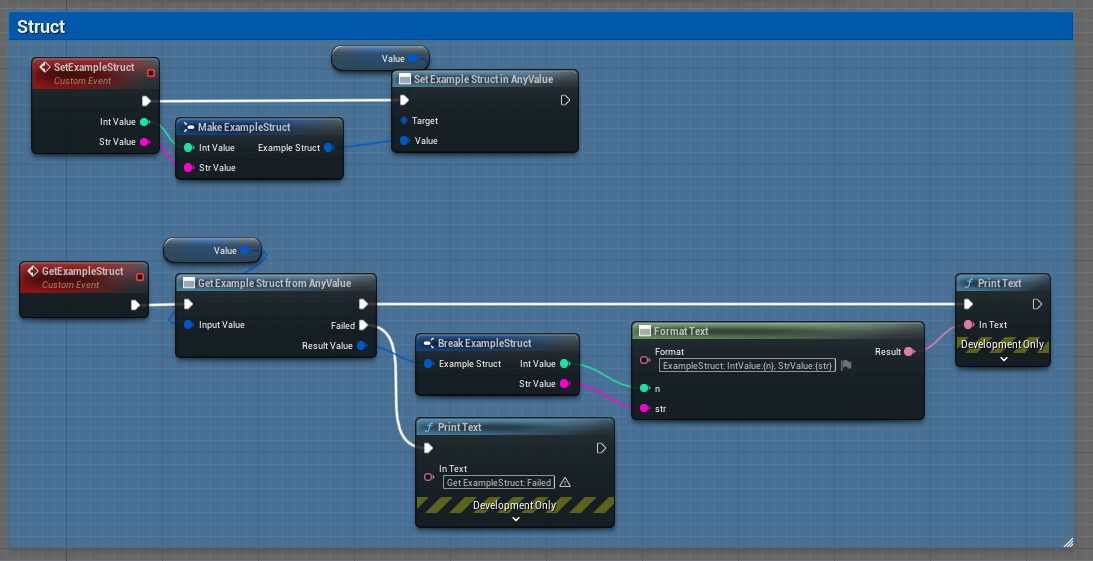 Struct
SetExampleStruct
Custom Event
Int Value
Str Value
Make ExampleStruct
Int Value
Example Struct
Str Value
Value
Set Example Struct in AnyValue
Target
Value
GetExampleStruct
Custom Event
Value
Get Example Struct from AnyValue
Input Value
Failed
Result Value
Break ExampleStruct
Example Struct
Int Value
Str Value
Print Text
In Text
Get ExampleStruct: Failed
Development Only
Format Text
Format
ExampleStruct: IntValue:{n}, StrValue:{str}
Result
n
str
Print Text
In Text
Development Only